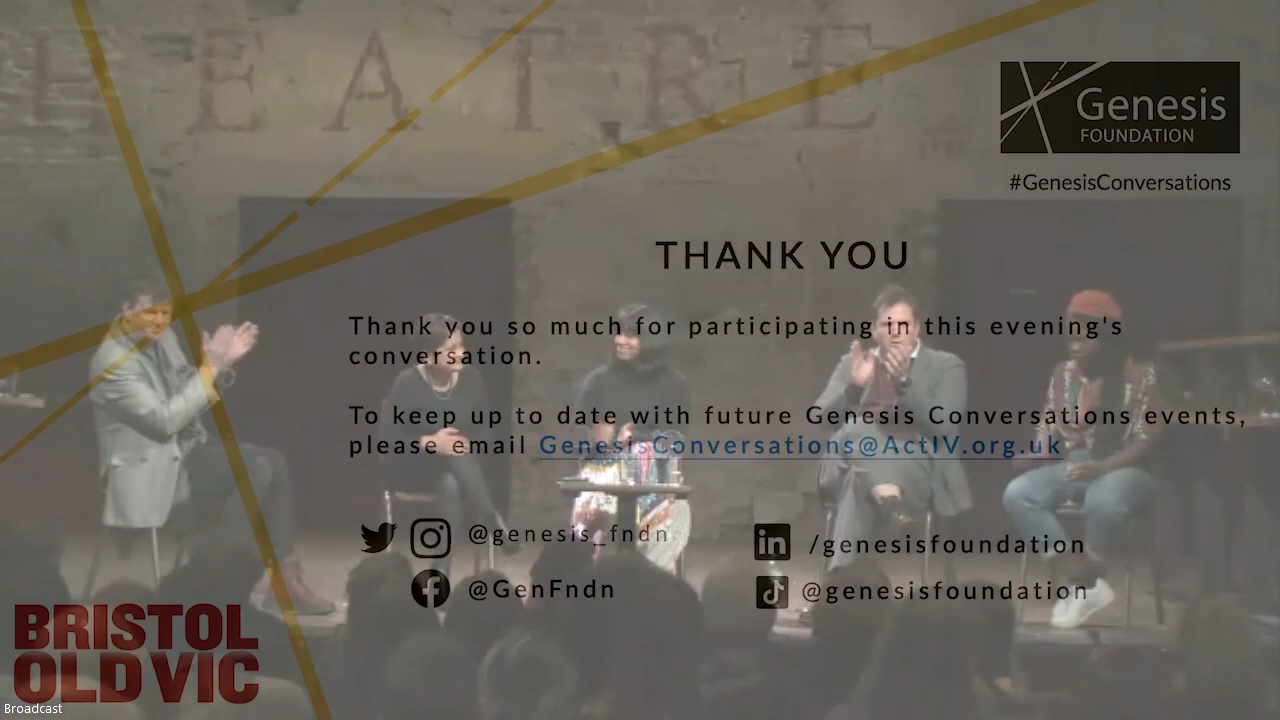 EATRE
Genesis
FOUNDATION
#GenesisConversations
THANK YOU
Thank you so much for participating in this evening's
conversation.
To keep up to date with future Genesis Conversations events,
please email GenesisConversations@ActIV.org.uk
@genesis_fndn
/genesisfoundation
@GenFndn
@genesisfoundation
BRISTOL
OLD VIC
Broadcast